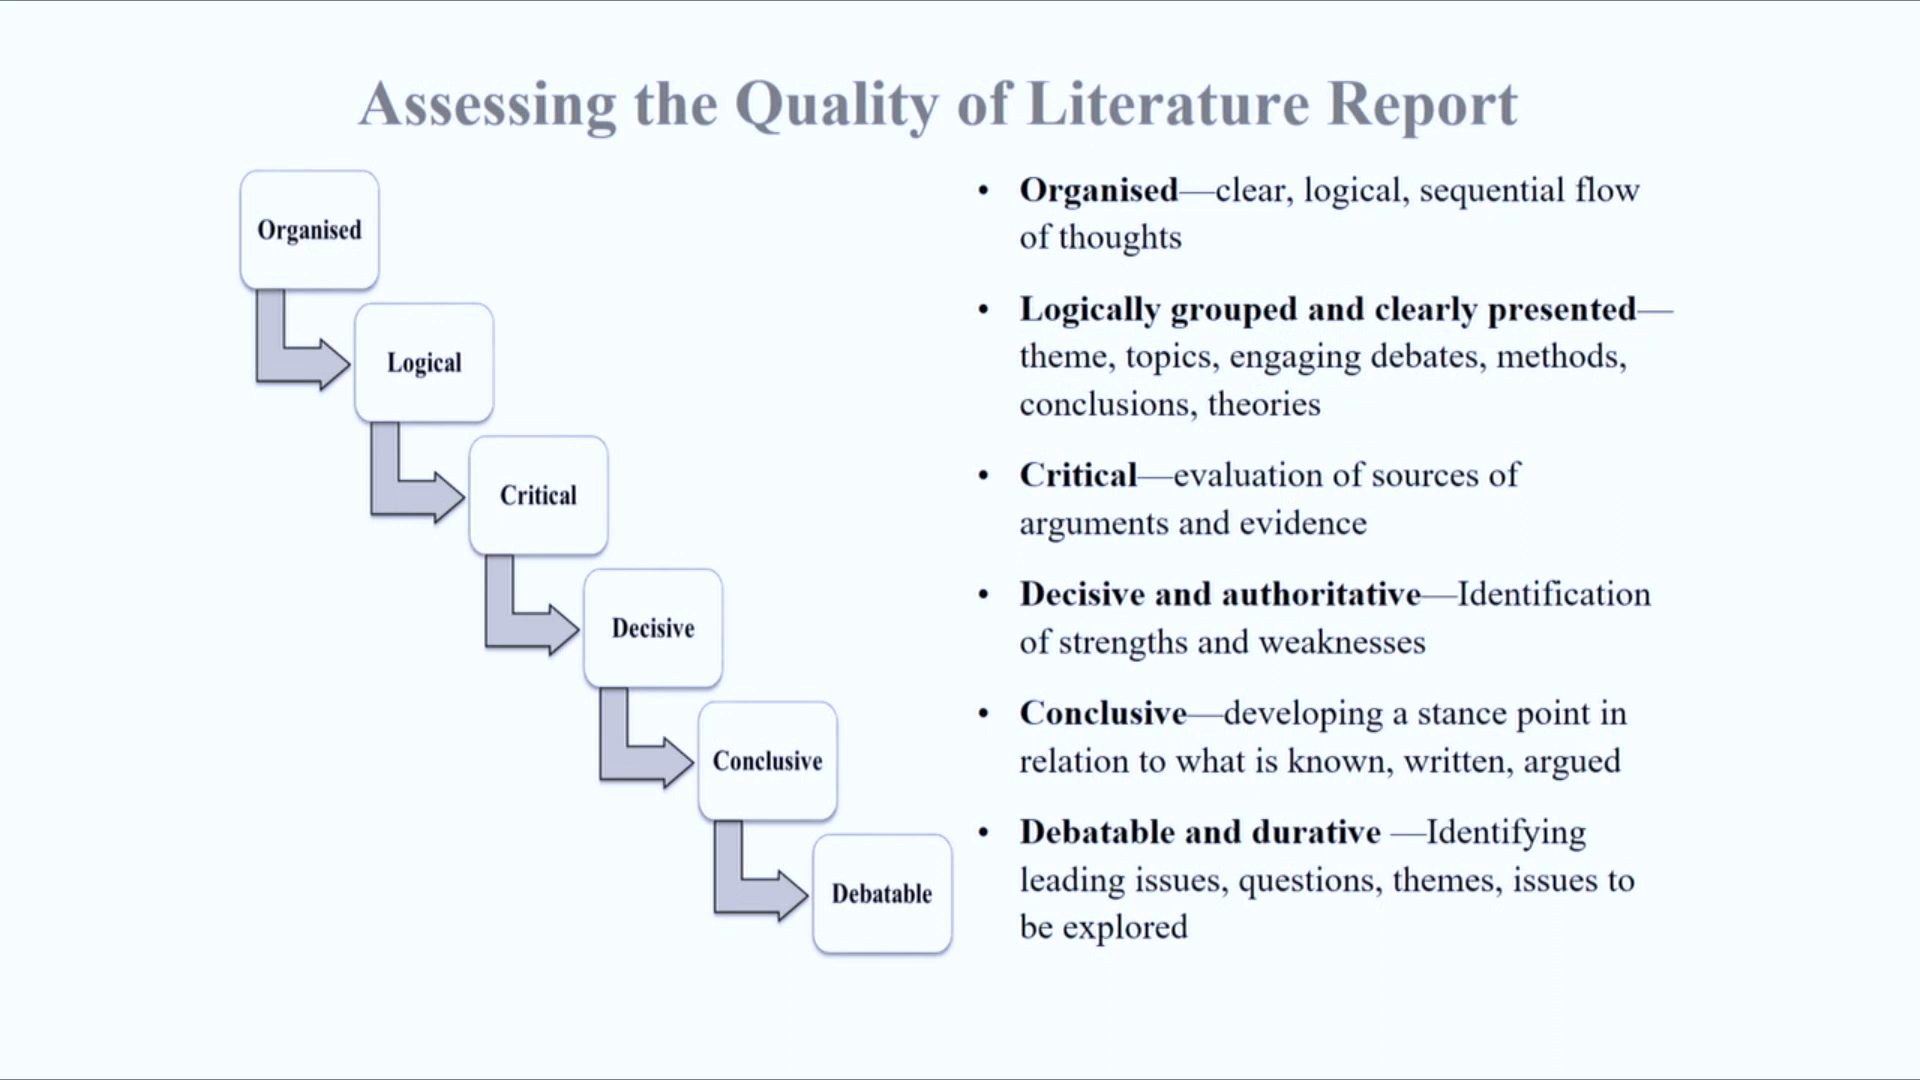 Assessing the Quality of Literature Report
Organised
Logical
Critical
Decisive
Conclusive
Debatable
• Organised—clear, logical, sequential flow
of thoughts
• Logically grouped and clearly presented—
theme, topics, engaging debates, methods,
conclusions, theories
• Critical—evaluation of sources of
arguments and evidence
• Decisive and authoritative—Identification
of strengths and weaknesses
• Conclusive—developing a stance point in
relation to what is known, written, argued
• Debatable and durative —Identifying
leading issues, questions, themes, issues to
be explored